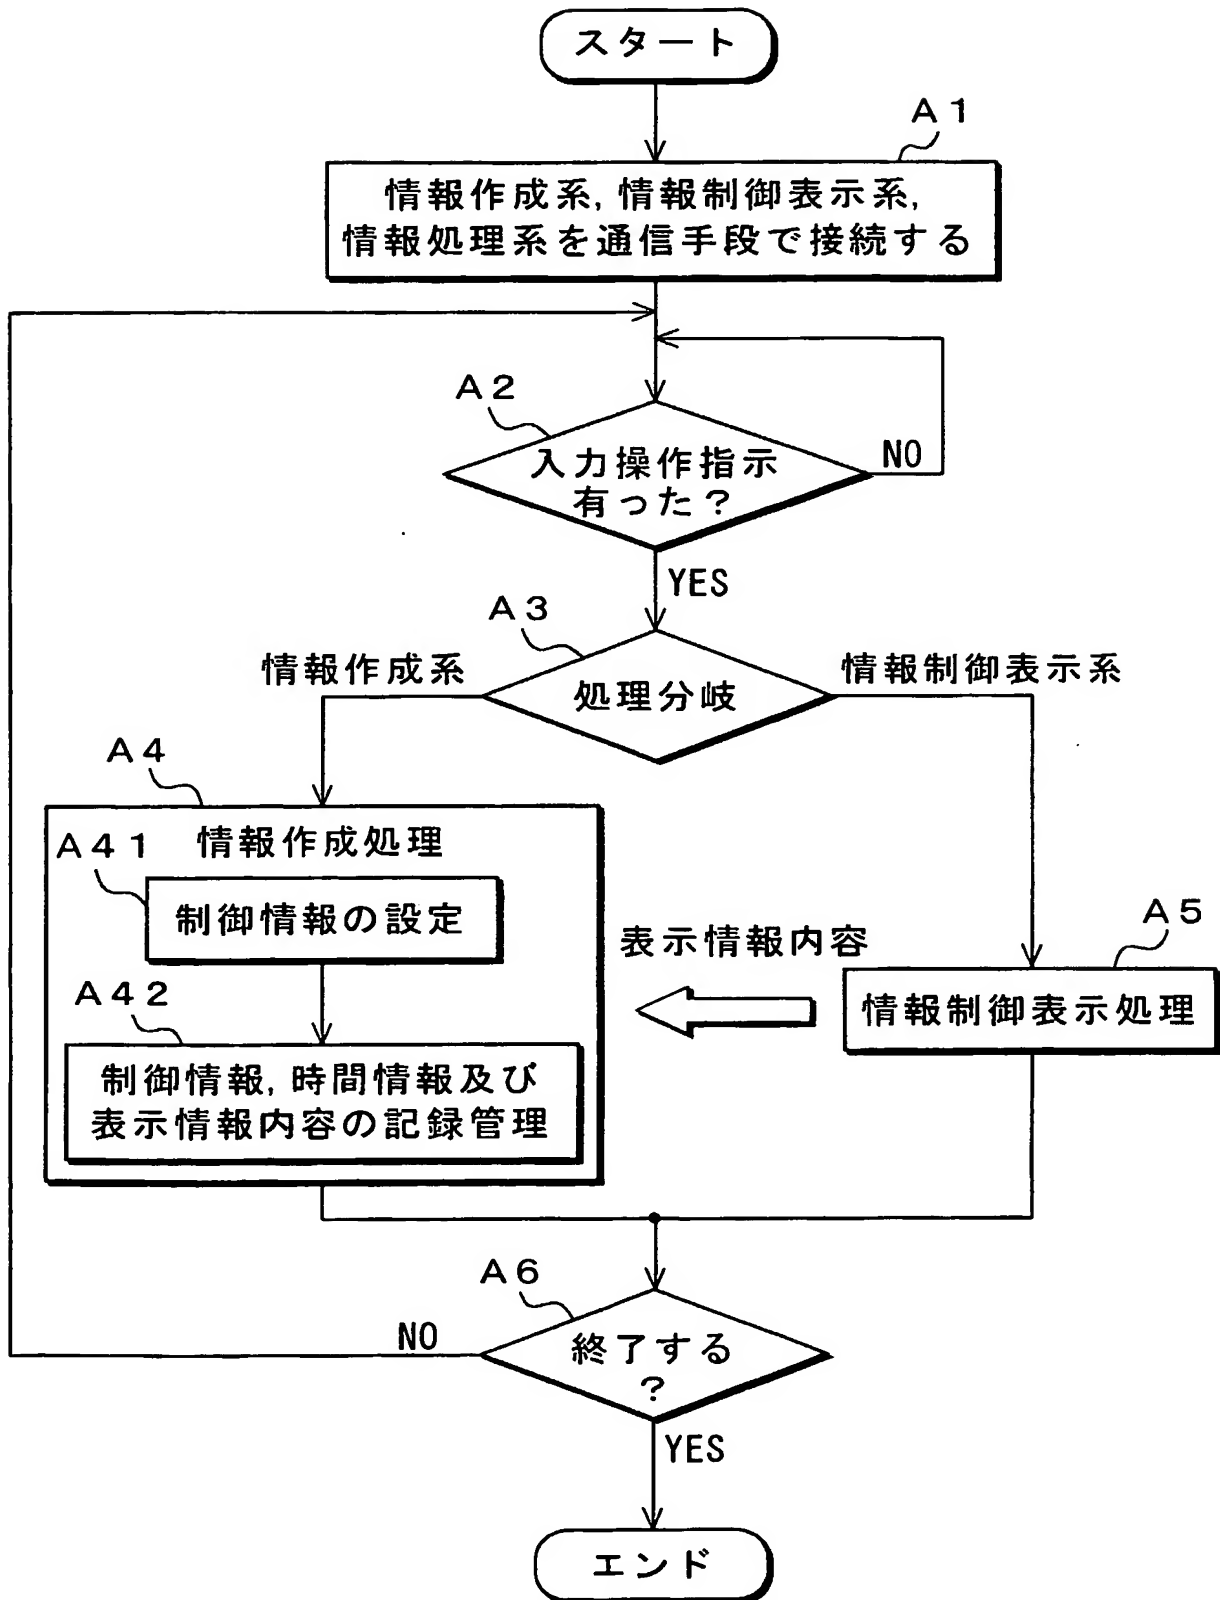 スタート
A1
情報作成系,情報制御表示系,
情報処理系を通信手段で接続する
A2
入力操作指示
有った?
NO
YES
A3
情報作成系
処理分岐
情報制御表示系
A4
情報作成処理
A41
制御情報の設定
A42
制御情報,時間情報及び
表示情報内容の記録管理
表示情報内容
A5
情報制御表示処理
A6
終了する
?
NO
YES
エンド